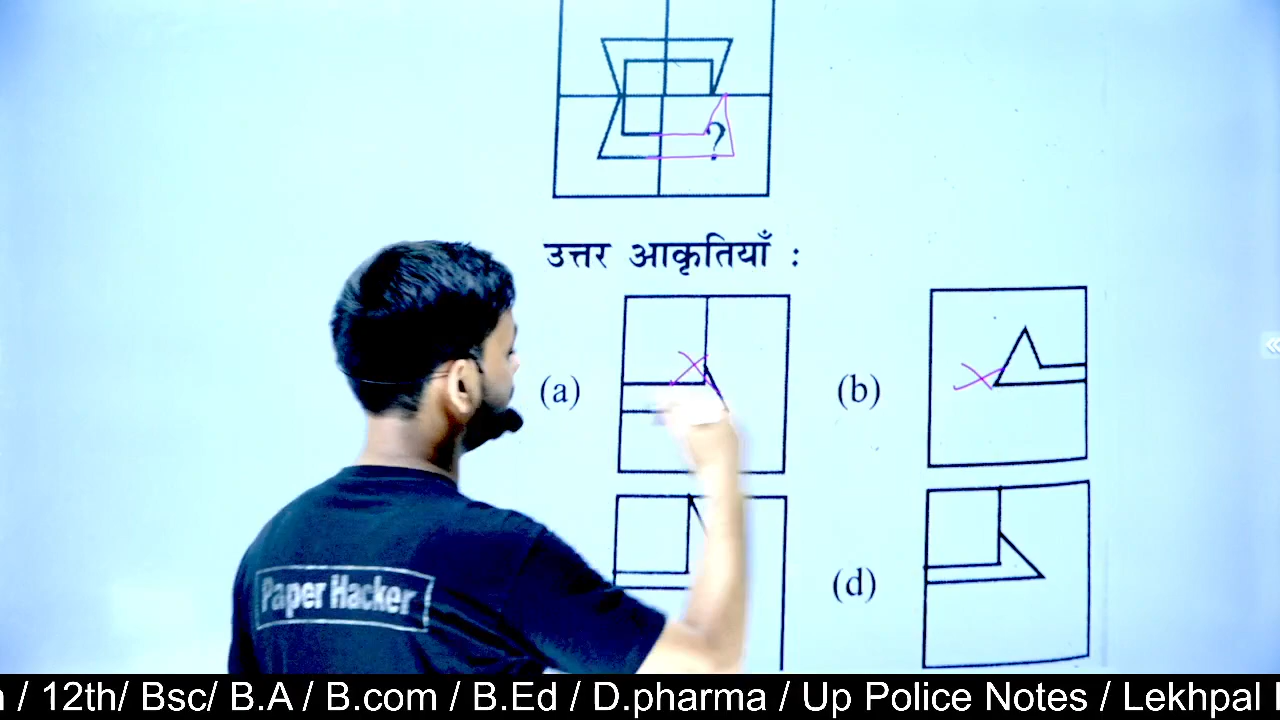 ?
उत्तर आकृतियाँ :
(a)
(b)
(d)
Paper Hacker
/ 12th/ Bsc/ B.A / B.com / B.Ed / D.pharma / Up Police Notes / Lekhpal